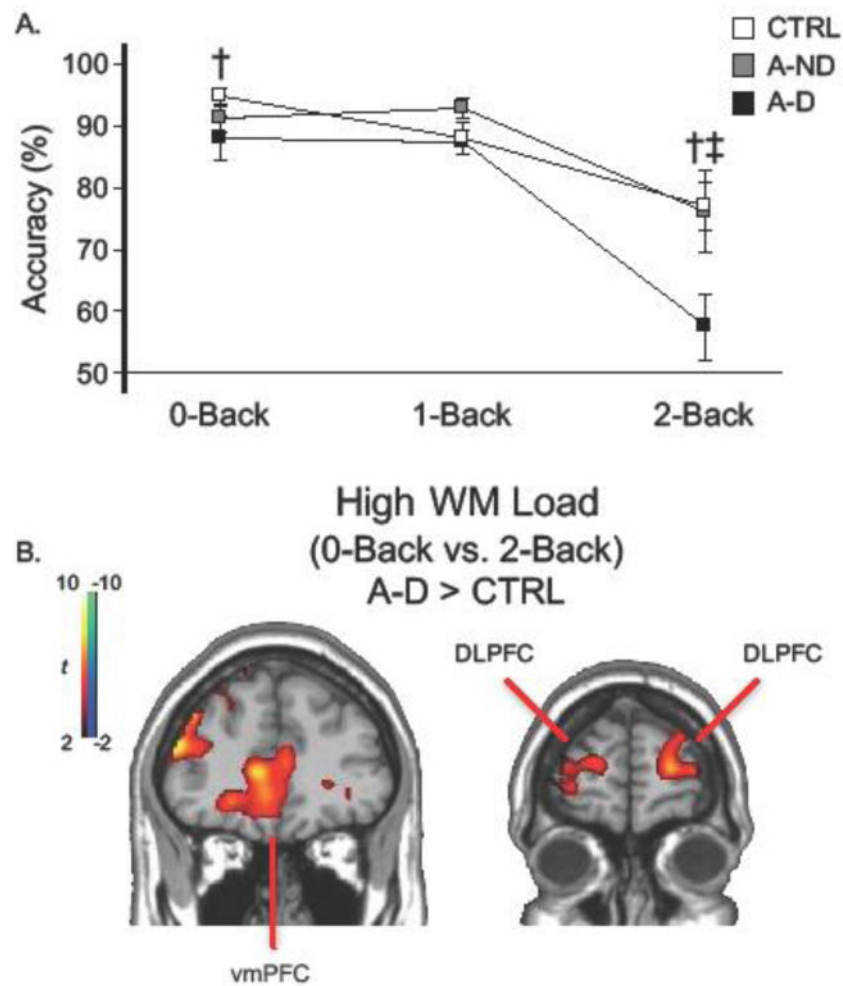 A.
†
†‡
CTRL
A-ND
A-D
Accuracy (%)
100
90
80
70
60
50
0-Back
1-Back
2-Back
High WM Load
(0-Back vs. 2-Back)
A-D > CTRL
B.
10 -10
t
2 -2
DLPFC
DLPFC
vmPFC